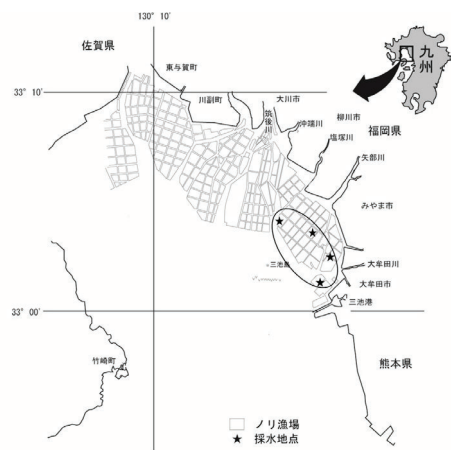 130° 10'
佐賀県
九州
東与賀町
33° 10'
川副町
大川市
筑後川
沖端川
柳川市
塩塚川
福岡県
矢部川
みやま市
三池島
大牟田川
大牟田市
33° 00'
三池港
竹崎町
熊本県
ノリ漁場
★ 採水地点